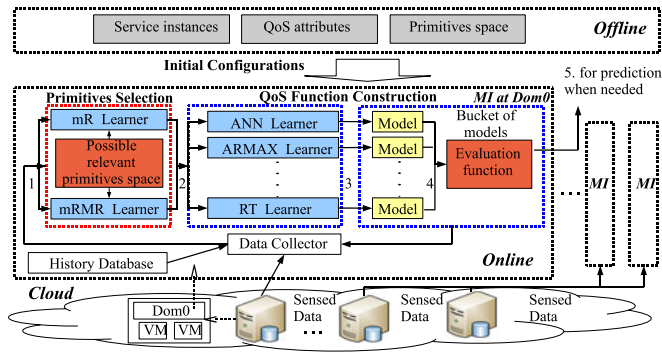 Service instances
QoS attributes
Primitives space
Offline
Initial Configurations
5. for prediction
when needed
Primitives Selection
QoS Function Construction
MI at Dom0
mR Learner
Possible
relevant
primitives space
mRMR Learner
1
2
ANN Learner
ARMAX Learner
RT Learner
3
Model
Model
Model
4
Bucket of
models
Evaluation
function
MI
MI
Data Collector
History Database
Online
Cloud
Dom0
VM
VM
Sensed
Data
Sensed
Data
Sensed
Data